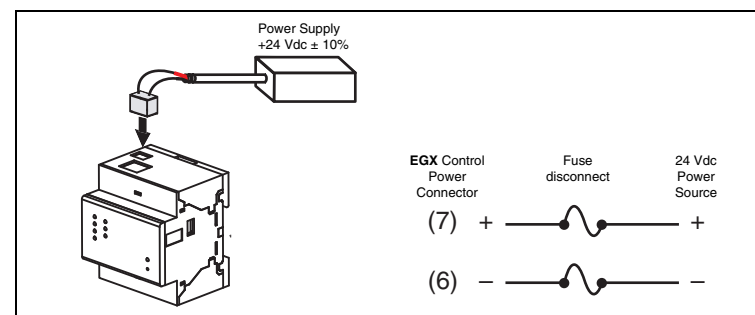 Power Supply
+24 Vdc ± 10%
EGX Control
Power
Connector
Fuse
disconnect
24 Vdc
Power
Source
(7) + +
(6) – –